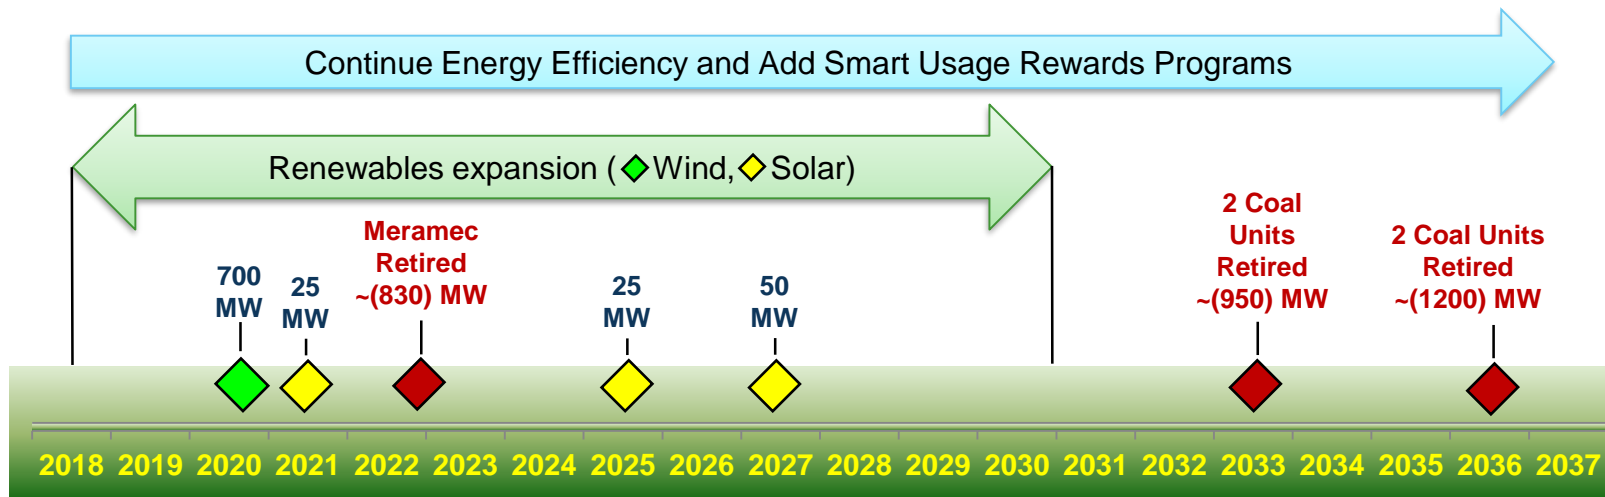 Continue Energy Efficiency and Add Smart Usage Rewards Programs
Renewables expansion ( Wind, Solar)
700
MW
25
MW
Meramec
Retired
~(830) MW
25
MW
50
MW
2 Coal
Units
Retired
~(950) MW
2 Coal Units
Retired
~(1200) MW
2018 2019 2020 2021 2022 2023 2024 2025 2026 2027 2028 2029 2030 2031 2032 2033 2034 2035 2036 2037